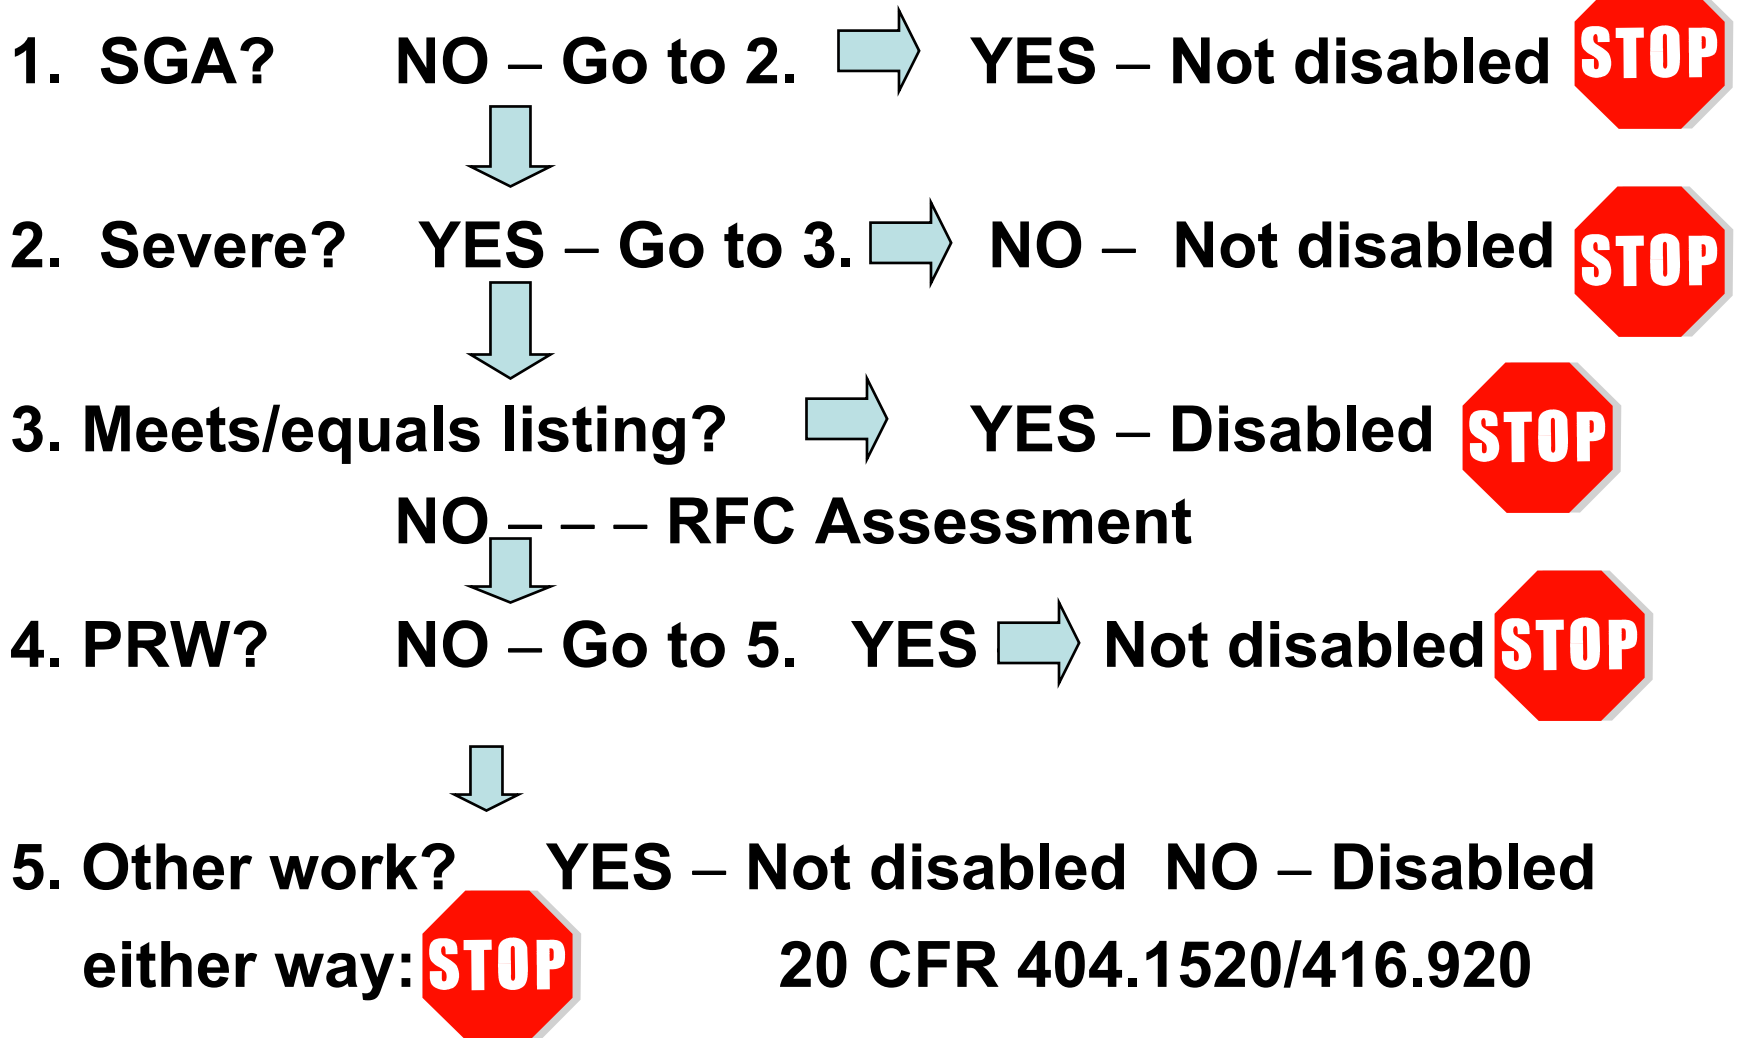 1. SGA? NO – Go to 2. YES – Not disabled STOP
2. Severe? YES – Go to 3. NO – Not disabled STOP
3. Meets/equals listing? YES – Disabled STOP
NO – – – RFC Assessment
4. PRW? NO – Go to 5. YES Not disabled STOP
5. Other work? YES – Not disabled NO – Disabled
either way: STOP 20 CFR 404.1520/416.920